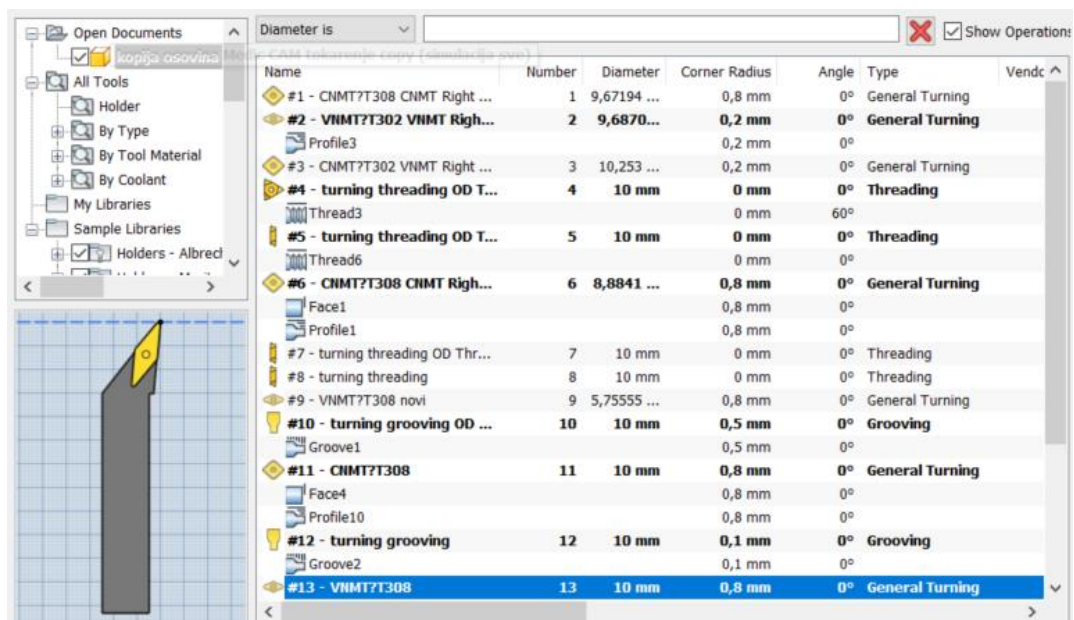 Open Documents
kopija osovina
CAM tokarenje copy (simulacija svo)
All Tools
Holder
By Type
By Tool Material
By Coolant
My Libraries
Sample Libraries
Holders - Albrecl
Diameter is
Show Operations
Name Number Diameter Corner Radius Angle Type Vendc
#1 - CNMT?T308 CNMT Right ... 1 9,67194 ... 0,8 mm 0° General Turning
#2 - VNMT?T302 VNMT Righ... 2 9,6870... 0,2 mm 0° General Turning
Profile3 0,2 mm 0°
#3 - CNMT?T302 VNMT Right ... 3 10,253 ... 0,2 mm 0° General Turning
#4 - turning threading OD T... 4 10 mm 0 mm 0° Threading
Thread3 0 mm 60°
#5 - turning threading OD T... 5 10 mm 0 mm 0° Threading
Thread6 0 mm 0°
#6 - CNMT?T308 CNMT Righ... 6 8,8841 ... 0,8 mm 0° General Turning
Face1 0,8 mm 0°
Profile1 0,8 mm 0°
#7 - turning threading OD Thr... 7 10 mm 0 mm 0° Threading
#8 - turning threading 8 10 mm 0 mm 0° Threading
#9 - VNMT?T308 novi 9 5,75555 ... 0,8 mm 0° General Turning
#10 - turning grooving OD ... 10 10 mm 0,5 mm 0° Grooving
Groove1 0,5 mm 0°
#11 - CNMT?T308 11 10 mm 0,8 mm 0° General Turning
Face4 0,8 mm 0°
Profile10 0,8 mm 0°
#12 - turning grooving 12 10 mm 0,1 mm 0° Grooving
Groove2 0,1 mm 0°
#13 - VNMT?T308 13 10 mm 0,8 mm 0° General Turning